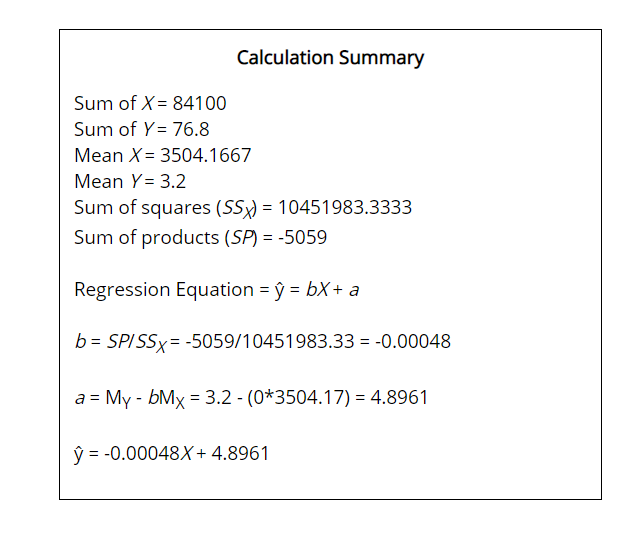 Calculation Summary
Sum of X = 84100
Sum of Y = 76.8
Mean X = 3504.1667
Mean Y = 3.2
Sum of squares (SSX) = 10451983.3333
Sum of products (SP) = -5059
Regression Equation = ŷ = bX + a
b = SP/SSX = -5059/10451983.33 = -0.00048
a = MY - bMX = 3.2 - (0*3504.17) = 4.8961
ŷ = -0.00048X + 4.8961